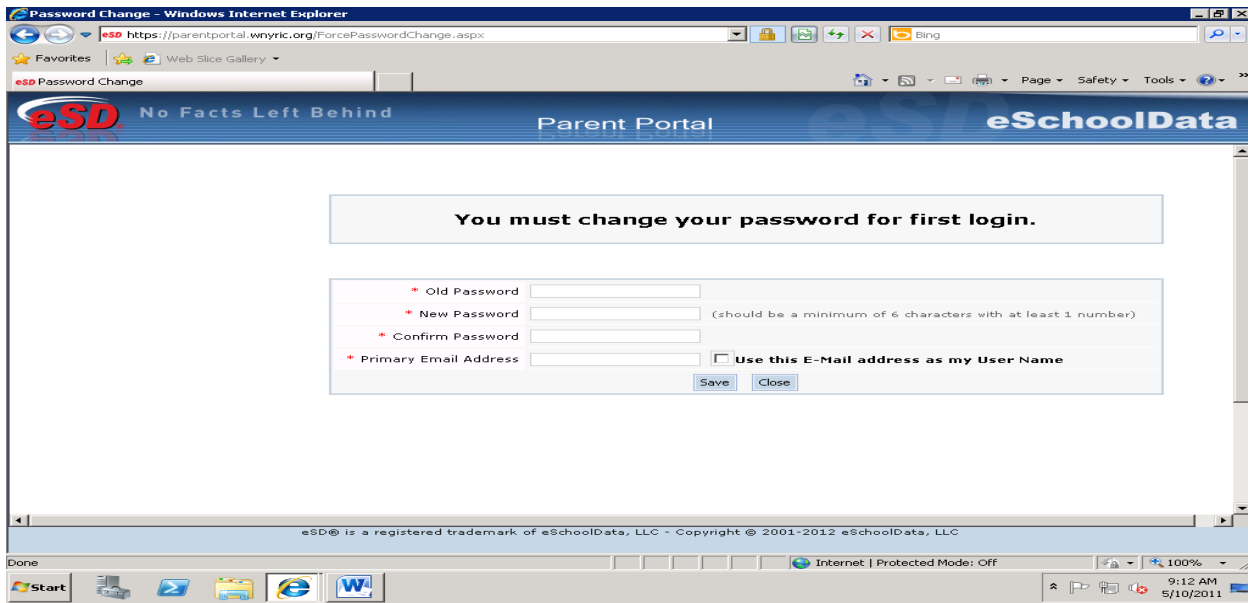 Password Change - Windows Internet Explorer
eSD https://parentportal.wnyric.org/ForcePasswordChange.aspx Bing
Favorites Web Slice Gallery
eSD Password Change Page Safety Tools
eSD No Facts Left Behind Parent Portal eSchoolData
You must change your password for first login.
* Old Password
* New Password (should be a minimum of 6 characters with at least 1 number)
* Confirm Password
* Primary Email Address Use this E-Mail address as my User Name
Save Close
eSD® is a registered trademark of eSchoolData, LLC - Copyright © 2001-2012 eSchoolData, LLC
Done Internet | Protected Mode: Off 100%
Start 9:12 AM
5/10/2011